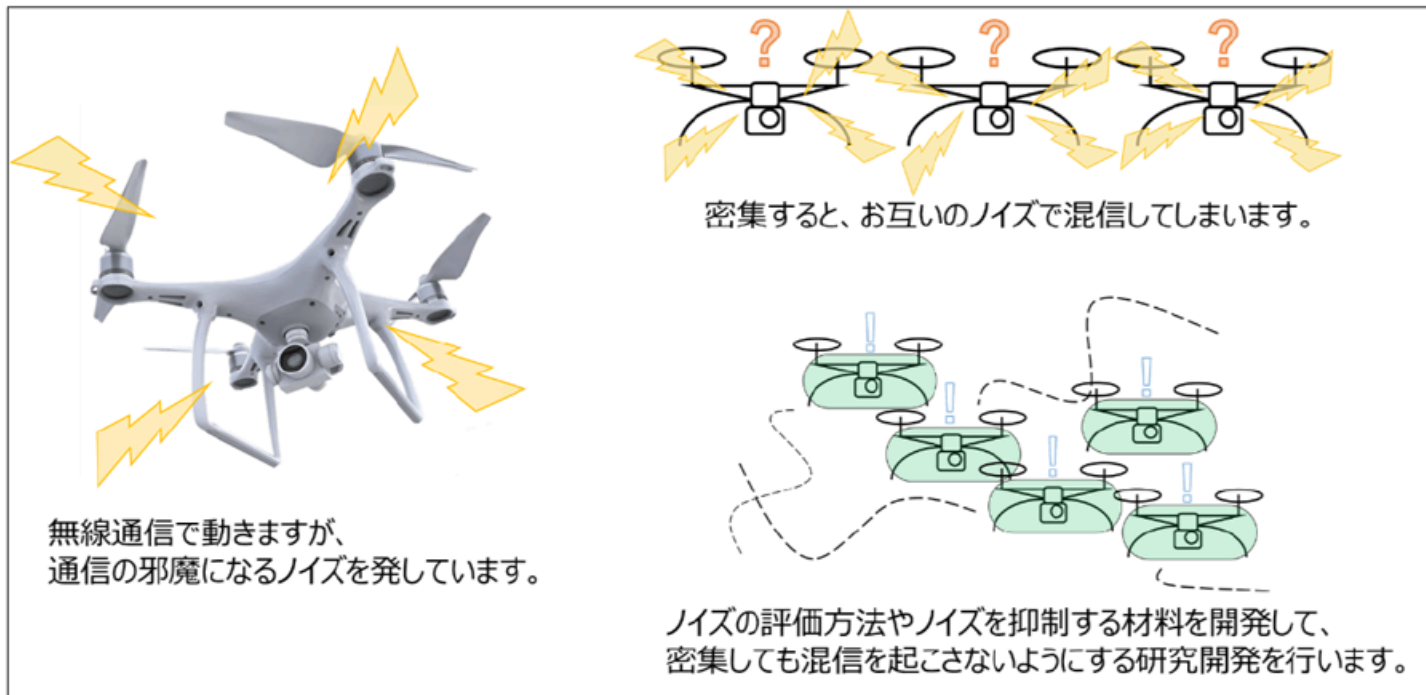 無線通信で動きますが、
通信の邪魔になるノイズを発しています。
?
?
?
密集すると、お互いのノイズで混信してしまいます。
!
!
!
!
!
ノイズの評価方法やノイズを抑制する材料を開発して、
密集しても混信を起こさないようにする研究開発を行います。